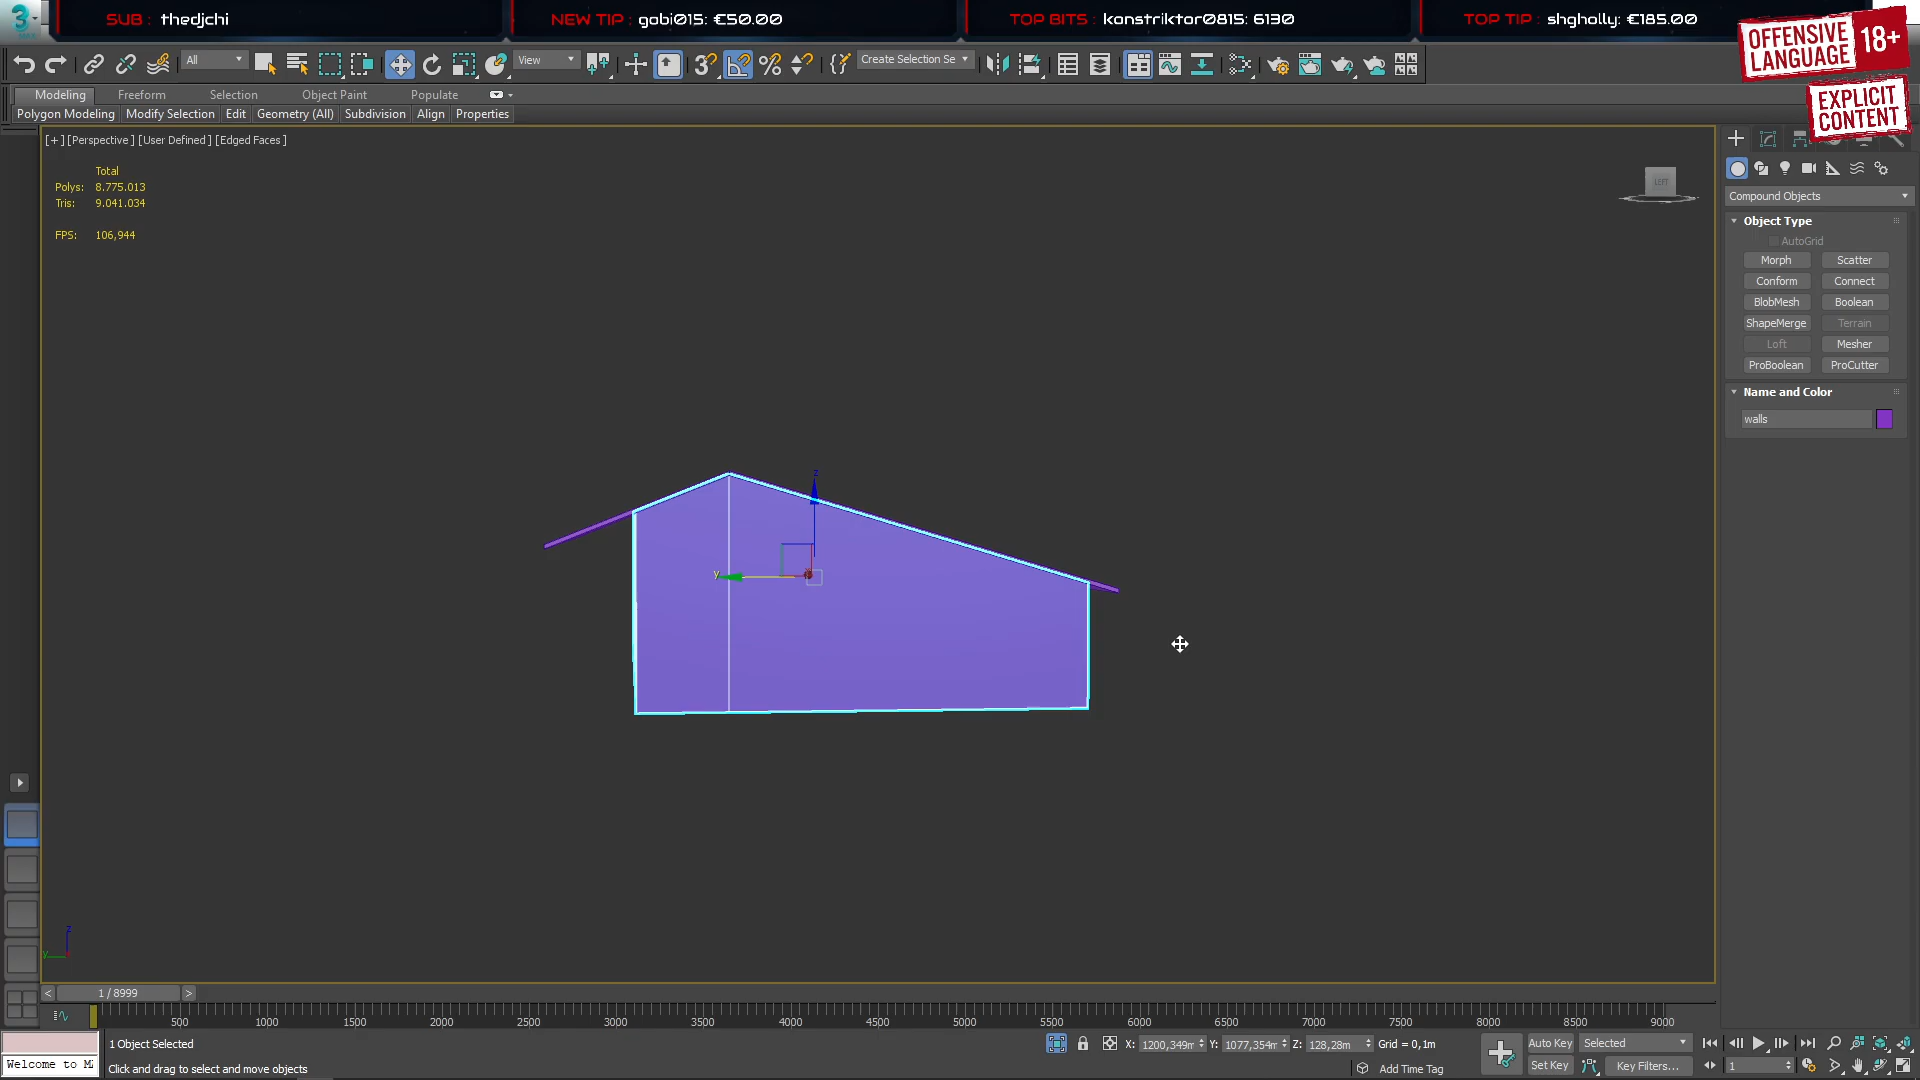 SUB : thedjchi
NEW TIP : gabi015: €50.00
TOP BITS : konstriktor0815: 6130
TOP TIP : shgholly: €185.00
OFFENSIVE LANGUAGE 18+
EXPLICIT CONTENT
3
All
View
Create Selection Se
Modeling Freeform Selection Object Paint Populate
Polygon Modeling Modify Selection Edit Geometry (All) Subdivision Align Properties
[+] [Perspective] [User Defined] [Edged Faces]
Total
Polys: 8.775.013
Tris: 9.041.034
FPS: 106,944
LEFT
Compound Objects
Object Type
AutoGrid
Morph Scatter
Conform Connect
BlobMesh Boolean
ShapeMerge Terrain
Loft Mesher
ProBoolean ProCutter
Name and Color
walls
z
y
z
y
< 1 / 8999 >
500 1000 1500 2000 2500 3000 3500 4000 4500 5000 5500 6000 6500 7000 7500 8000 8500 9000
1 Object Selected
X: 1200,349m Y: 1077,354m Z: 128,28m Grid = 0,1m
Auto Key Selected
Welcome to M
Click and drag to select and move objects
Add Time Tag
Set Key Key Filters...
1